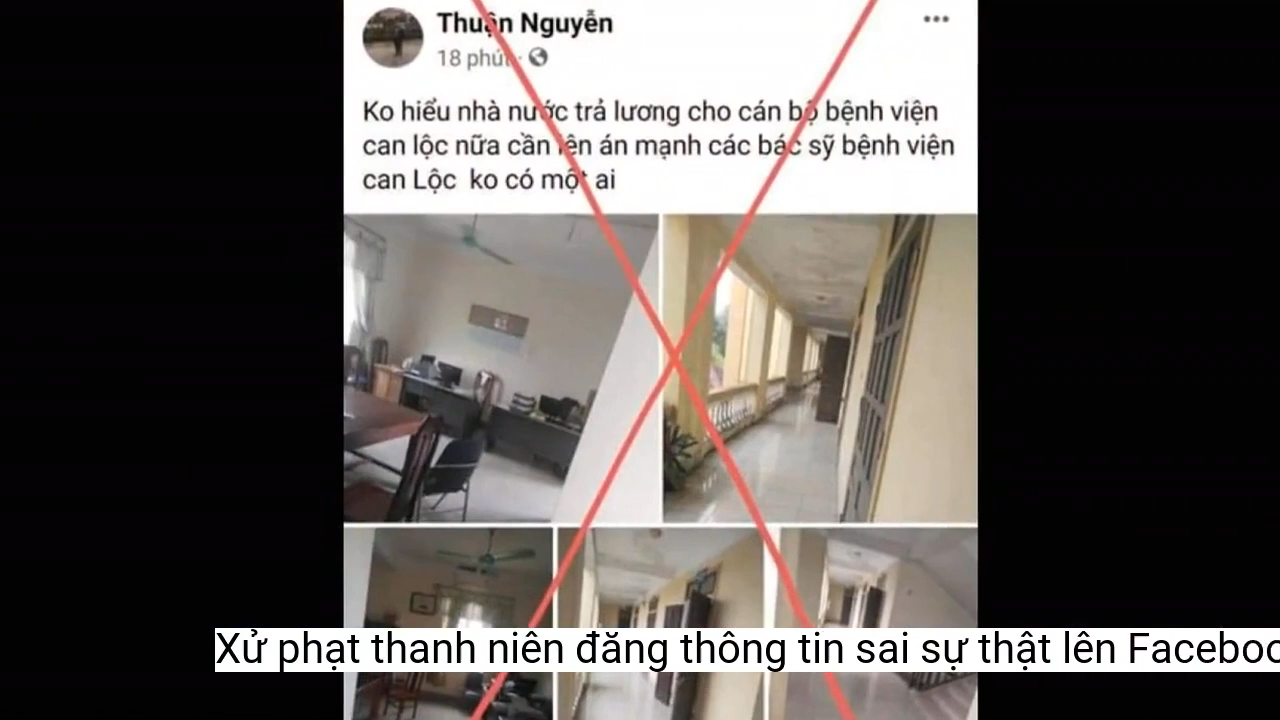 Thuận Nguyễn
18 phút ·
Ko hiểu nhà nước trả lương cho cán bộ bệnh viện
can lộc nữa cần lên án mạnh các bác sỹ bệnh viện
can Lộc ko có một ai
Xử phạt thanh niên đăng thông tin sai sự thật lên Faceboo